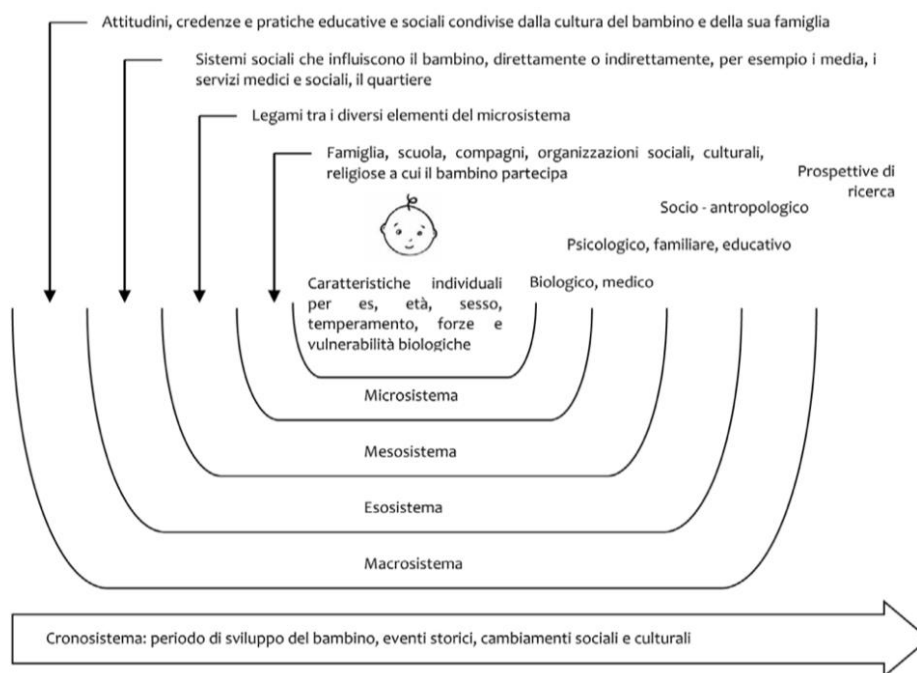 Attitudini, credenze e pratiche educative e sociali condivise dalla cultura del bambino e della sua famiglia
Sistemi sociali che influiscono il bambino, direttamente o indirettamente, per esempio i media, i
servizi medici e sociali, il quartiere
Legami tra i diversi elementi del microsistema
Famiglia, scuola, compagni, organizzazioni sociali, culturali,
religiose a cui il bambino partecipa
Prospettive di
ricerca
Socio - antropologico
Psicologico, familiare, educativo
Biologico, medico
Caratteristiche individuali
per es, età, sesso,
temperamento, forze e
vulnerabilità biologiche
Microsistema
Mesosistema
Esosistema
Macrosistema
Cronosistema: periodo di sviluppo del bambino, eventi storici, cambiamenti sociali e culturali